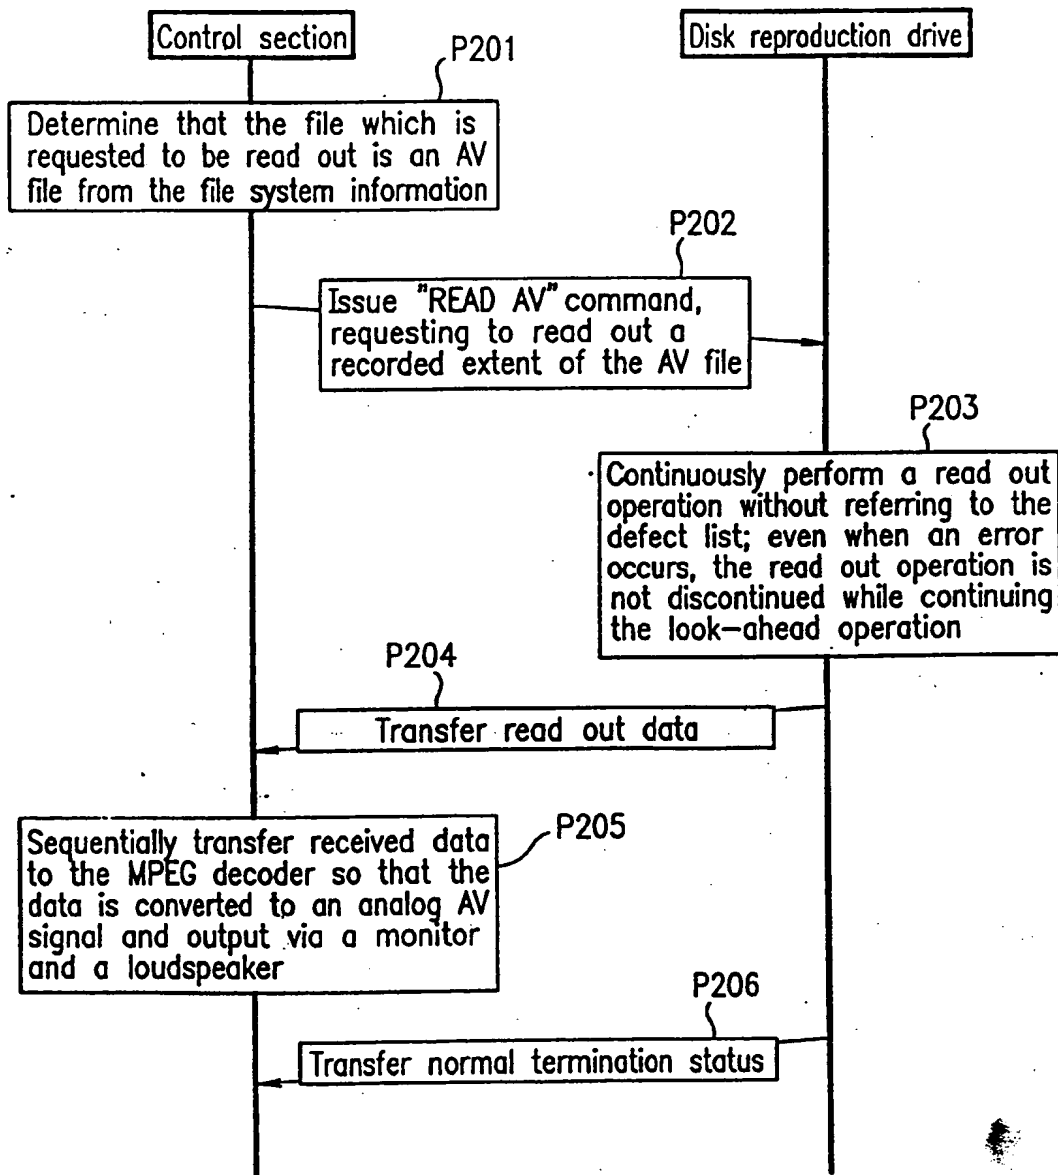 Control section
Disk reproduction drive
P201
Determine that the file which is
requested to be read out is an AV
file from the file system information
P202
Issue "READ AV" command,
requesting to read out a
recorded extent of the AV file
P203
Continuously perform a read out
operation without referring to the
defect list; even when an error
occurs, the read out operation is
not discontinued while continuing
the look-ahead operation
P204
Transfer read out data
P205
Sequentially transfer received data
to the MPEG decoder so that the
data is converted to an analog AV
signal and output via a monitor
and a loudspeaker
P206
Transfer normal termination status